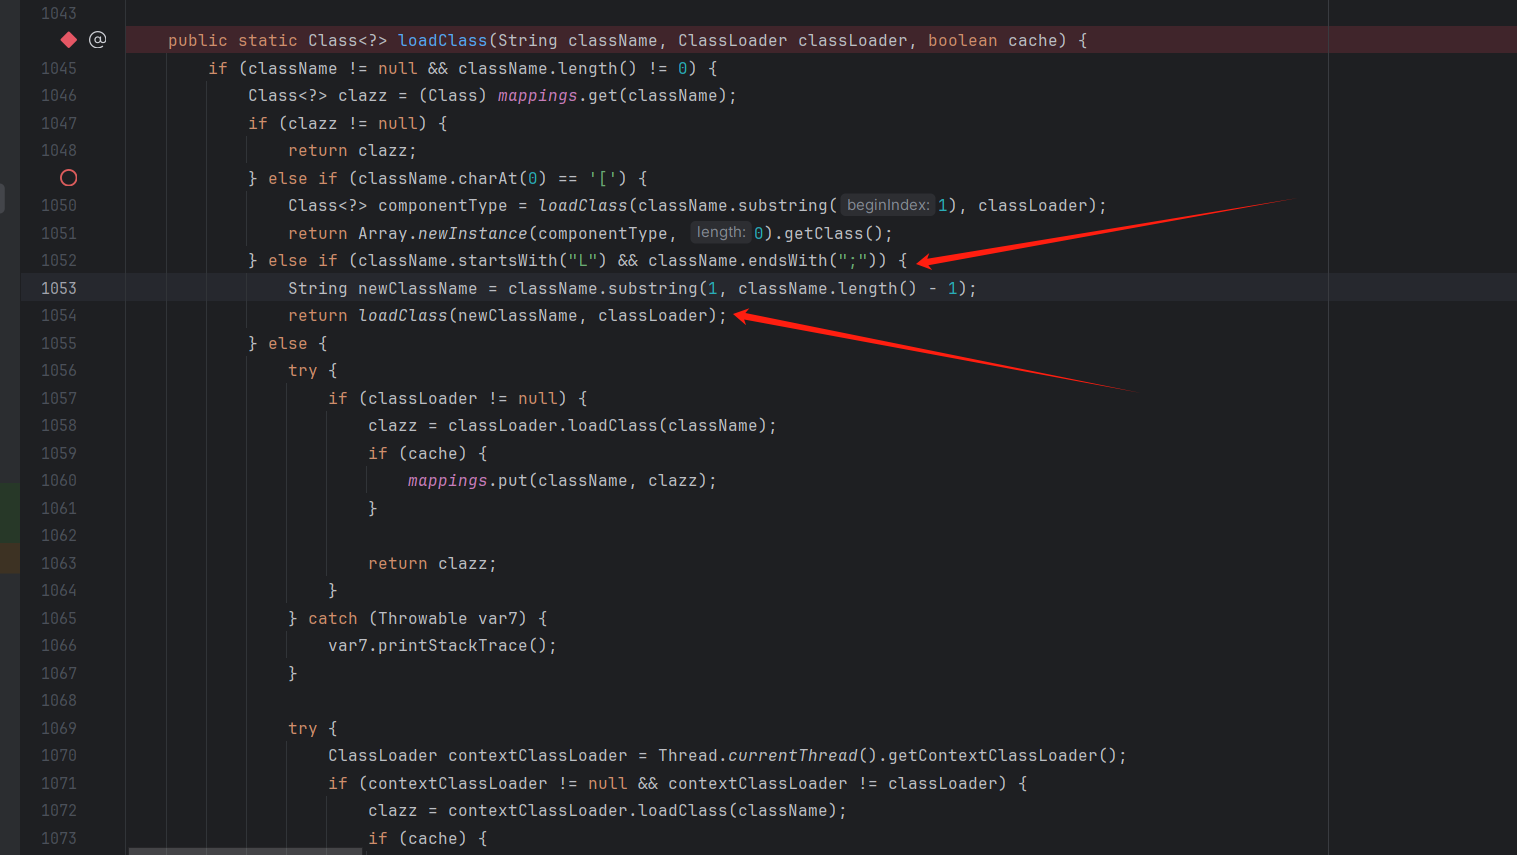 1043
@ public static Class<?> loadClass(String className, ClassLoader classLoader, boolean cache) {
1045 if (className != null && className.length() != 0) {
1046 Class<?> clazz = (Class) mappings.get(className);
1047 if (clazz != null) {
1048 return clazz;
} else if (className.charAt(0) == '[') {
1050 Class<?> componentType = loadClass(className.substring( beginIndex: 1), classLoader);
1051 return Array.newInstance(componentType, length: 0).getClass();
1052 } else if (className.startsWith("L") && className.endsWith(";")) {
1053 String newClassName = className.substring(1, className.length() - 1);
1054 return loadClass(newClassName, classLoader);
1055 } else {
1056 try {
1057 if (classLoader != null) {
1058 clazz = classLoader.loadClass(className);
1059 if (cache) {
1060 mappings.put(className, clazz);
1061 }
1062
1063 return clazz;
1064 }
1065 } catch (Throwable var7) {
1066 var7.printStackTrace();
1067 }
1068
1069 try {
1070 ClassLoader contextClassLoader = Thread.currentThread().getContextClassLoader();
1071 if (contextClassLoader != null && contextClassLoader != classLoader) {
1072 clazz = contextClassLoader.loadClass(className);
1073 if (cache) {